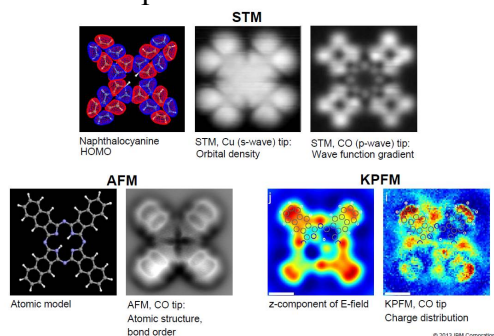 STM
Naphthalocyanine
HOMO
STM, Cu (s-wave) tip:
Orbital density
STM, CO (p-wave) tip:
Wave function gradient
AFM
KPFM
j
Atomic model
AFM, CO tip:
Atomic structure,
bond order
z-component of E-field
KPFM, CO tip
Charge distribution
© 2013 IBM Corporation